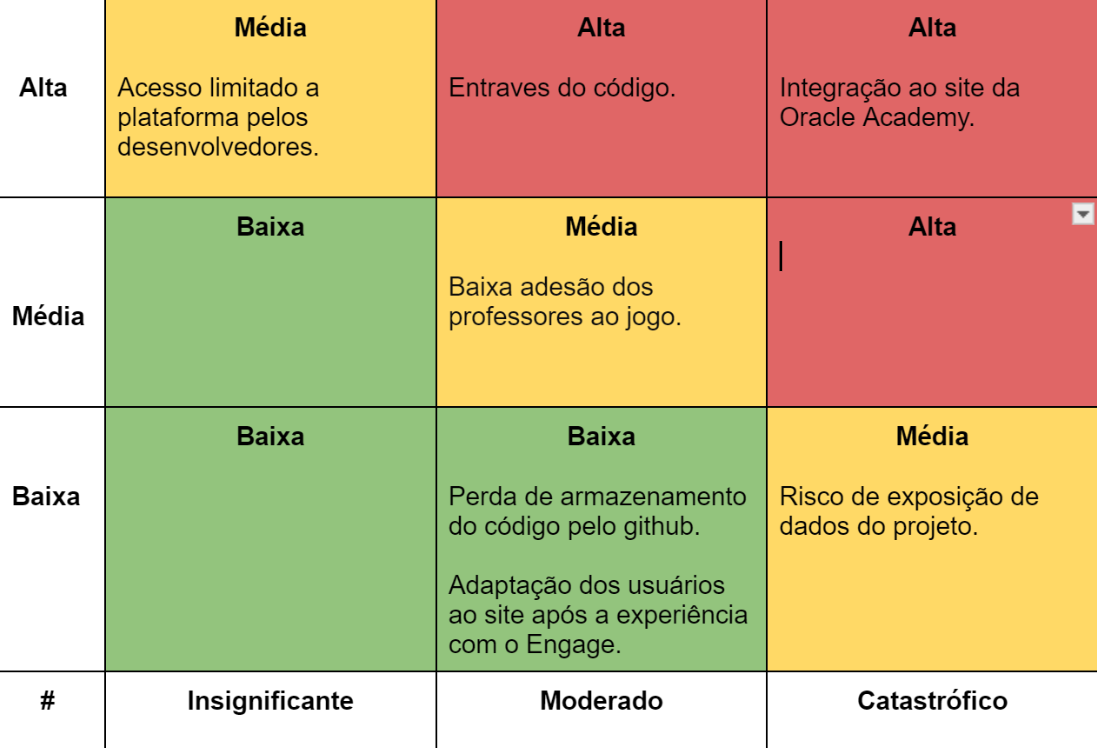 Média
Alta
Alta
Alta
Acesso limitado a
plataforma pelos
desenvolvedores.
Entraves do código.
Integração ao site da
Oracle Academy.
Baixa
Média
Alta
Média
Baixa adesão dos
professores ao jogo.
Baixa
Baixa
Média
Baixa
Perda de armazenamento
do código pelo github.
Adaptação dos usuários
ao site após a experiência
com o Engage.
Risco de exposição de
dados do projeto.
#
Insignificante
Moderado
Catastrófico